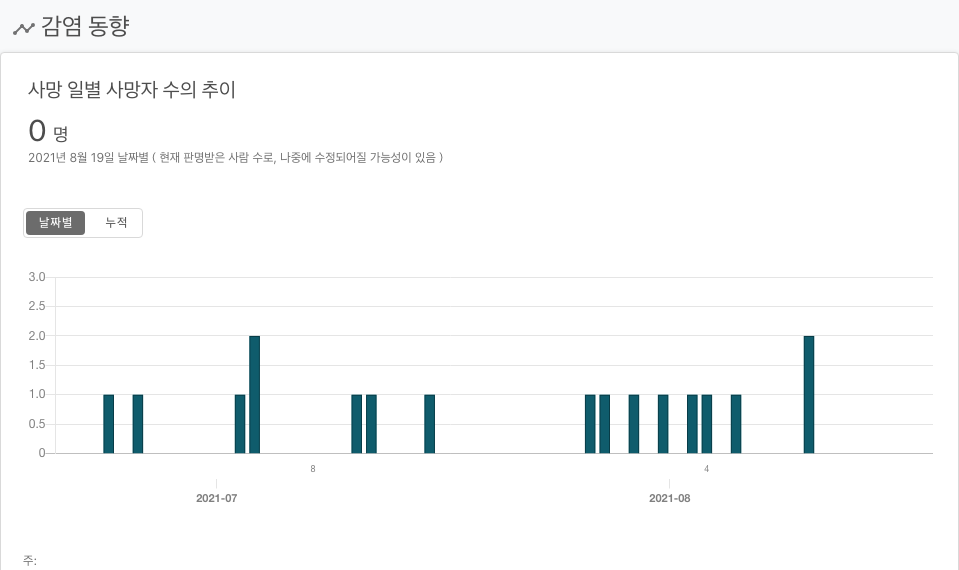 감염 동향
사망 일별 사망자 수의 추이
0 명
2021년 8월 19일 날짜별 ( 현재 판명받은 사람 수로, 나중에 수정되어질 가능성이 있음 )
날짜별 누적
3.0
2.5
2.0
1.5
1.0
0.5
0
8 4
2021-07 2021-08
주: